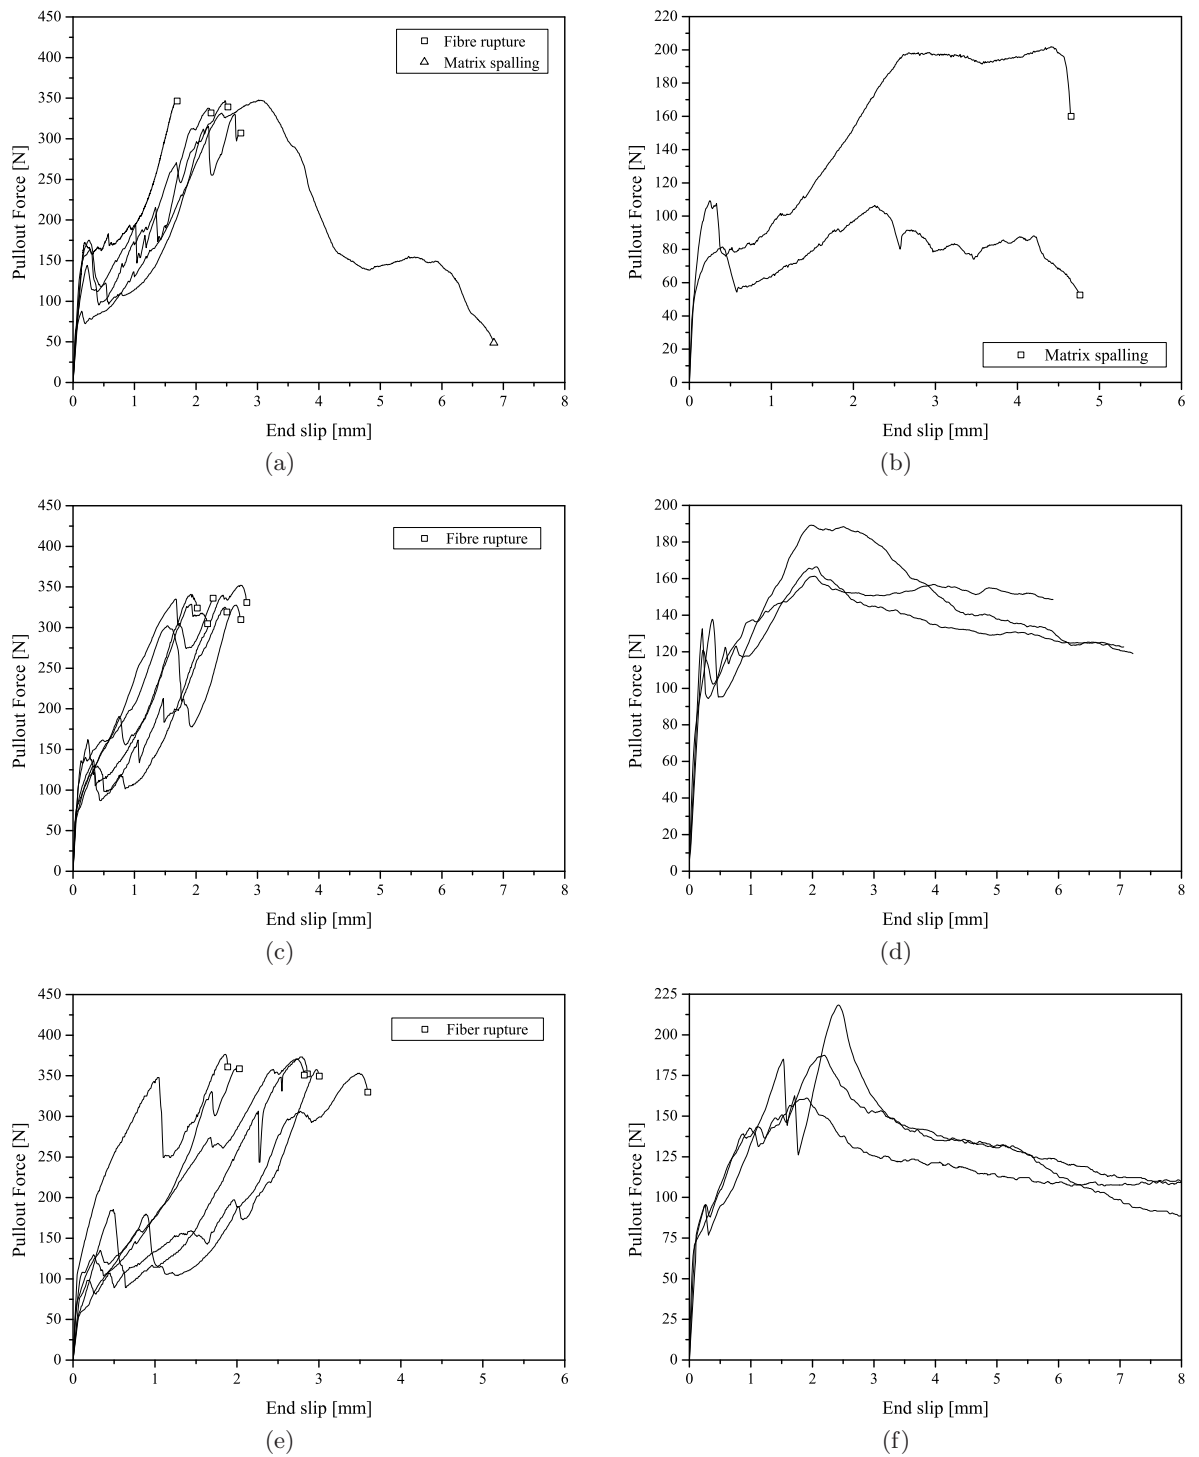 450
400
350
300
250
200
150
100
50
0
Pullout Force [N]
Fibre rupture
Matrix spalling
0 1 2 3 4 5 6 7 8
End slip [mm]
(a)
220
200
180
160
140
120
100
80
60
40
20
0
Pullout Force [N]
Matrix spalling
0 1 2 3 4 5 6
End slip [mm]
(b)
450
400
350
300
250
200
150
100
50
0
Pullout Force [N]
Fibre rupture
0 1 2 3 4 5 6 7 8
End slip [mm]
(c)
200
180
160
140
120
100
80
60
40
20
0
Pullout Force [N]
0 1 2 3 4 5 6 7 8
End slip [mm]
(d)
450
400
350
300
250
200
150
100
50
0
Pullout Force [N]
Fiber rupture
0 1 2 3 4 5 6
End slip [mm]
(e)
225
200
175
150
125
100
75
50
25
0
Pullout Force [N]
0 1 2 3 4 5 6 7 8
End slip [mm]
(f)